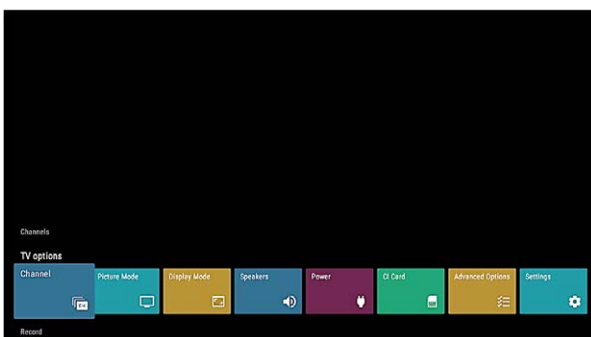 Channels
TV options
Channel
Picture Mode
Display Mode
Speakers
Power
CI Card
Advanced Options
Settings
Record